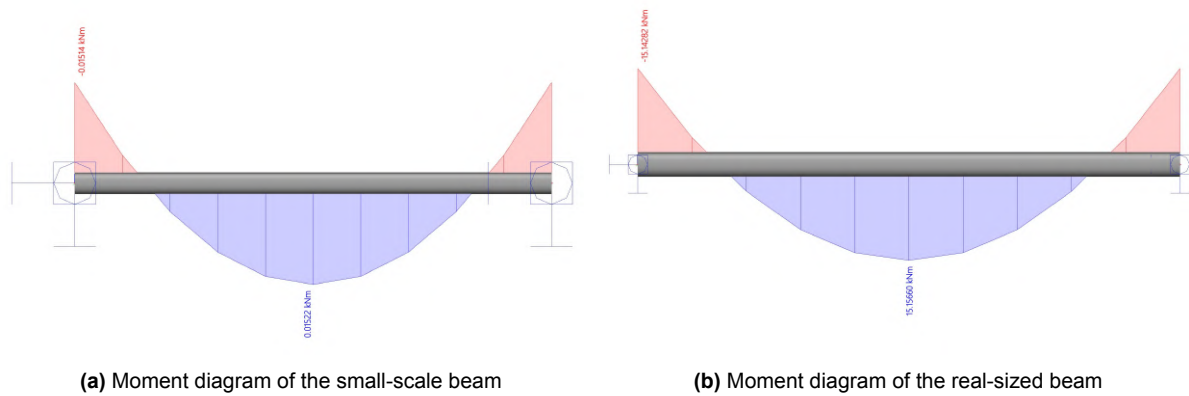 -0.01514 kNm
0.01522 kNm
-15.14282 kNm
15.15660 kNm
(a) Moment diagram of the small-scale beam
(b) Moment diagram of the real-sized beam